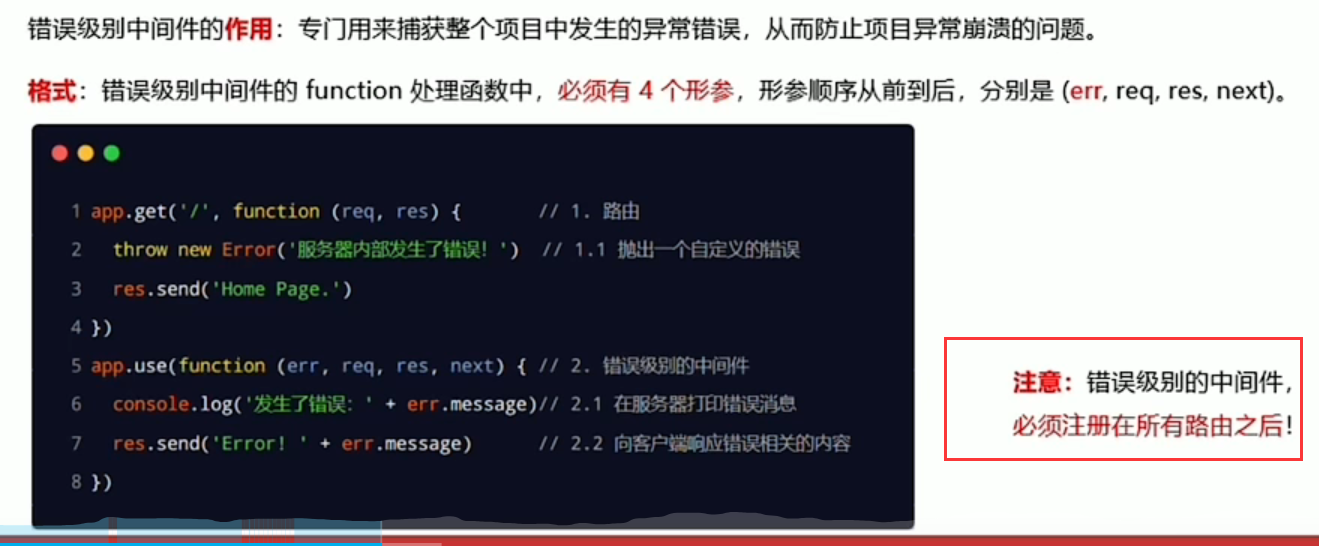 错误级别中间件的作用：专门用来捕获整个项目中发生的异常错误，从而防止项目异常崩溃的问题。
格式：错误级别中间件的 function 处理函数中，必须有 4 个形参，形参顺序从前到后，分别是 (err, req, res, next)。
1 app.get('/', function (req, res) { // 1. 路由
2 throw new Error('服务器内部发生了错误！') // 1.1 抛出一个自定义的错误
3 res.send('Home Page.')
4 })
5 app.use(function (err, req, res, next) { // 2. 错误级别的中间件
6 console.log('发生了错误：' + err.message)// 2.1 在服务器打印错误消息
7 res.send('Error! ' + err.message) // 2.2 向客户端响应错误相关的内容
8 })
注意：错误级别的中间件，
必须注册在所有路由之后！